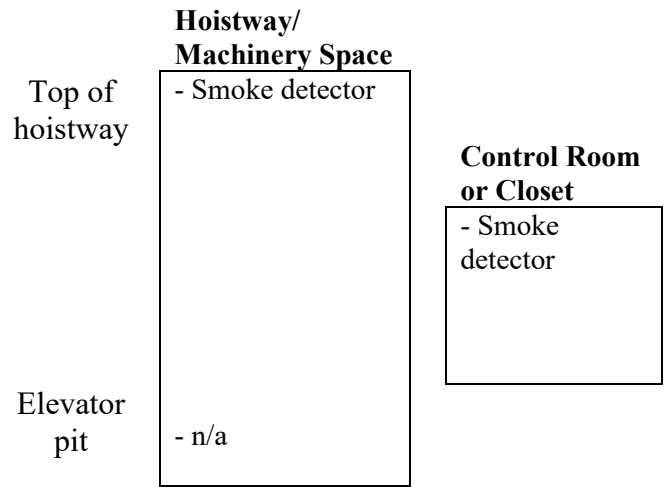 Hoistway/
Machinery Space
Top of
hoistway
- Smoke detector
Control Room
or Closet
- Smoke
detector
Elevator
pit
- n/a